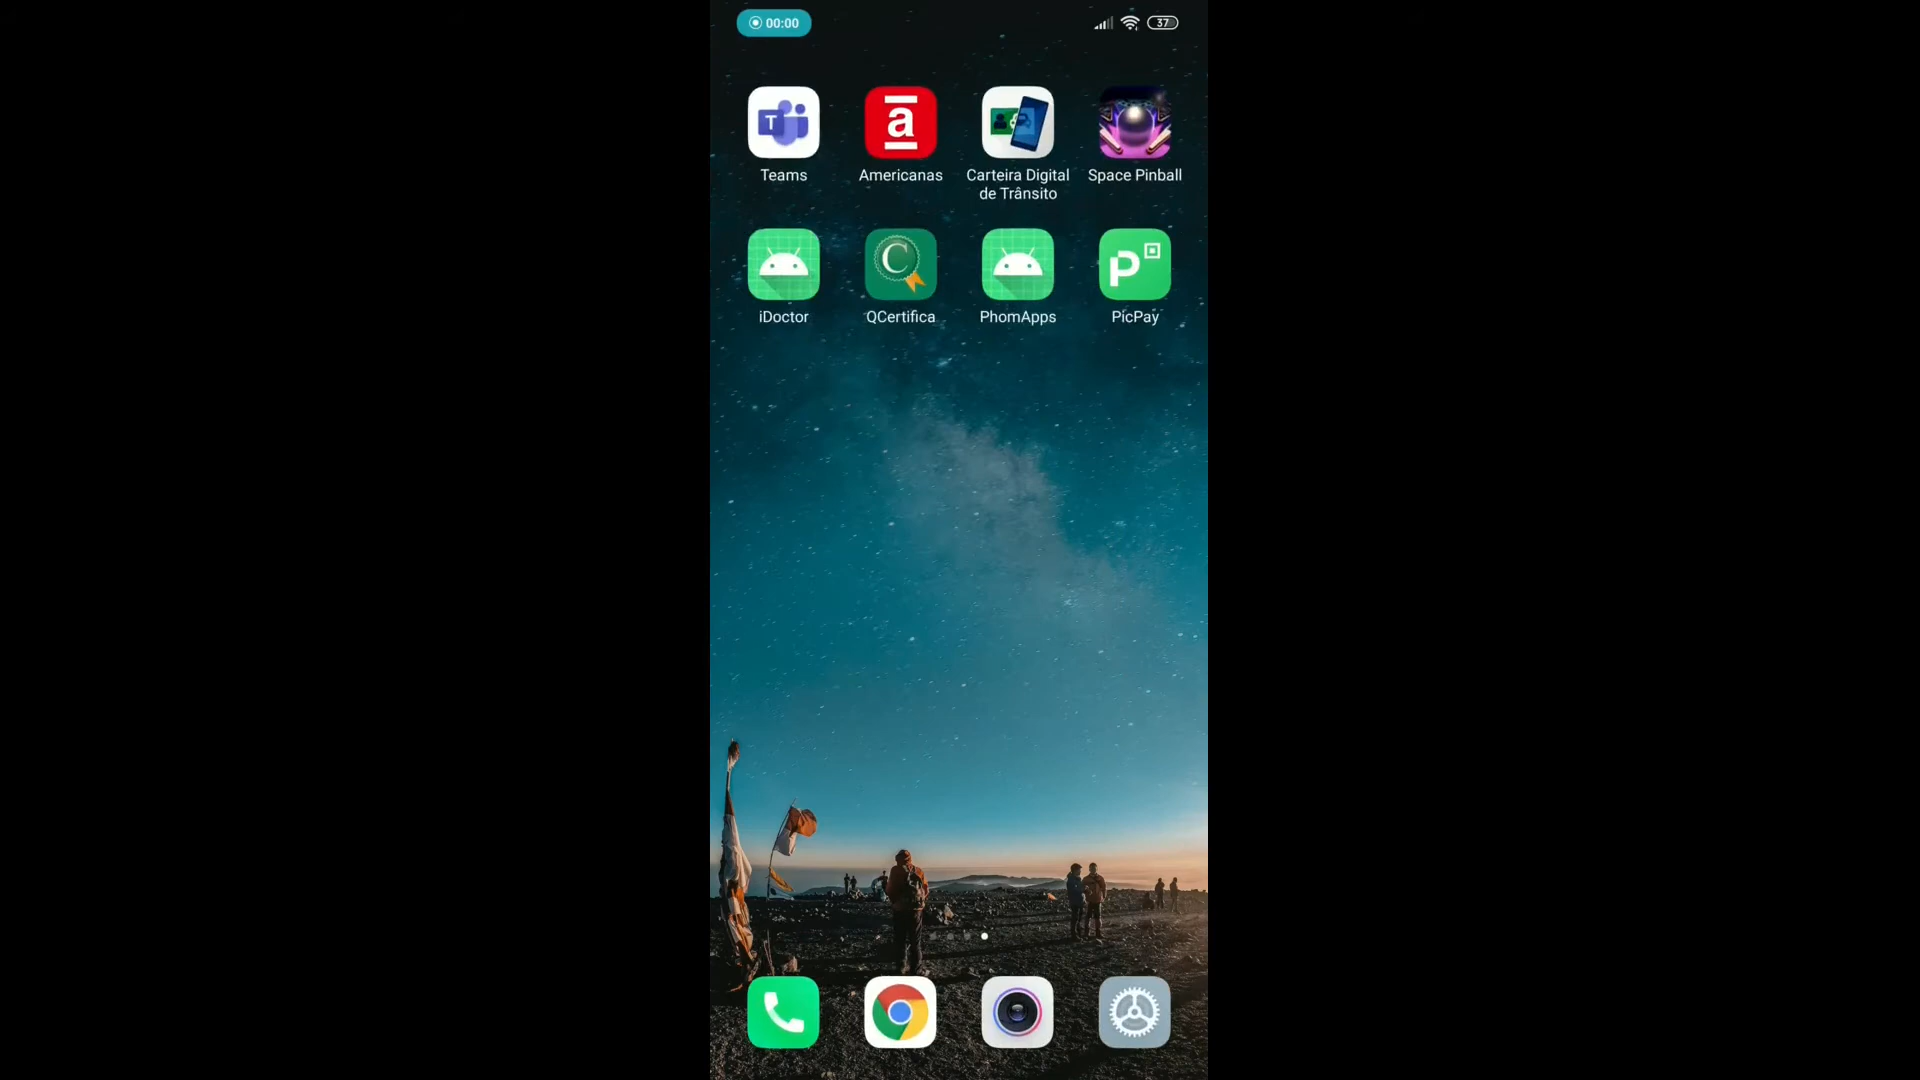 00:00
37
T
a
Teams
Americanas
Carteira Digital
de Trânsito
Space Pinball
C
P
iDoctor
QCertifica
PhomApps
PicPay